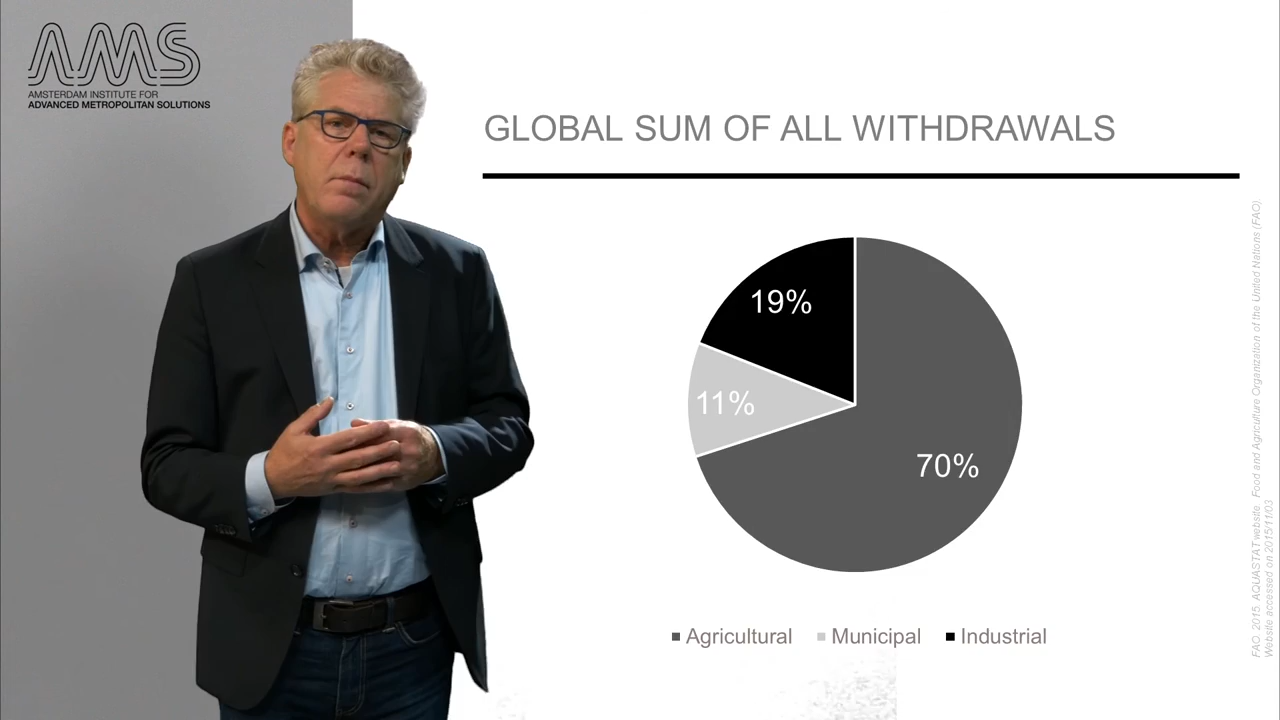 AMS
AMSTERDAM INSTITUTE FOR
ADVANCED METROPOLITAN SOLUTIONS
GLOBAL SUM OF ALL WITHDRAWALS
19%
11%
70%
Agricultural
Municipal
Industrial
FAO. 2015. AQUASTAT website. Food and Agriculture Organization of the United Nations (FAO).
Website accessed on 2015/11/03